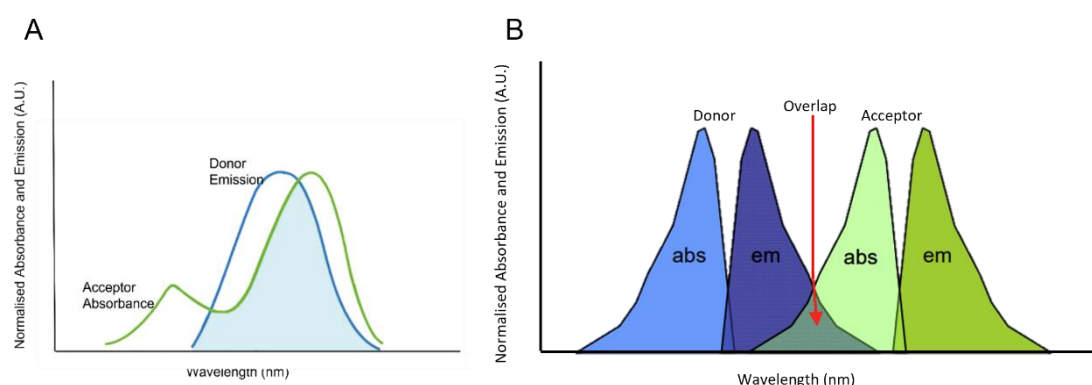 A
Normalised Absorbance and Emission (A.U.)
Donor
Emission
Acceptor
Absorbance
Wavelength (nm)
B
Normalised Absorbance and Emission (A.U.)
Donor
Overlap
Acceptor
abs
em
abs
em
Wavelength (nm)